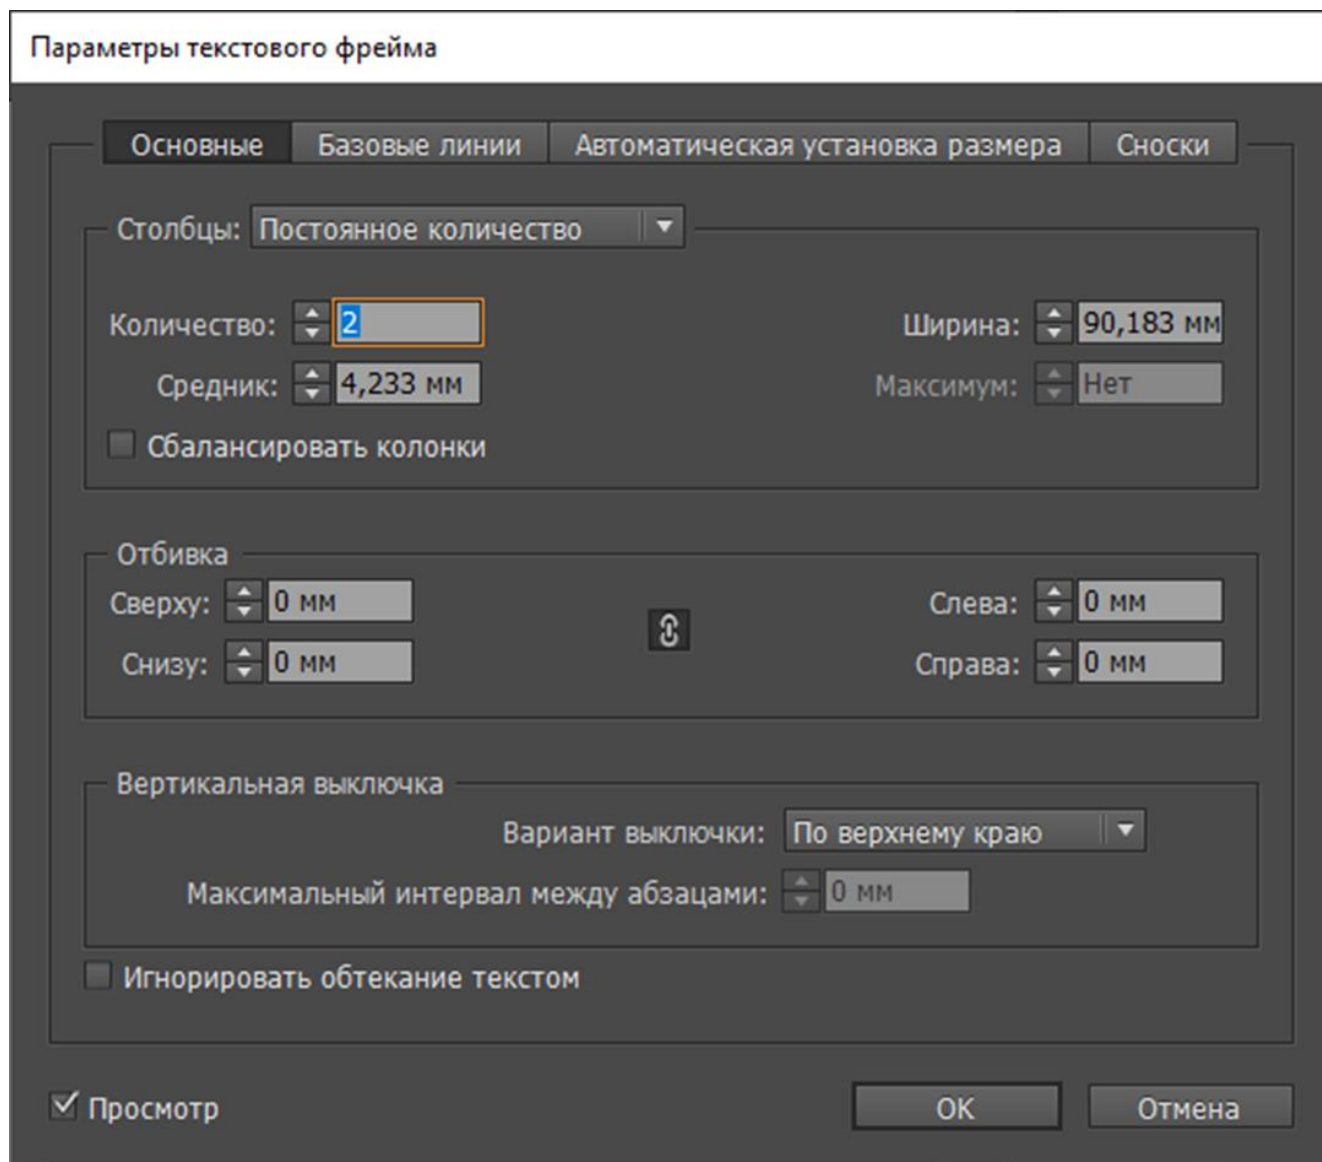 Параметры текстового фрейма
Основные Базовые линии Автоматическая установка размера Сноски
Столбцы: Постоянное количество
Количество: 2 Ширина: 90,183 мм
Средник: 4,233 мм Максимум: Нет
Сбалансировать колонки
Отбивка
Сверху: 0 мм Слева: 0 мм
Снизу: 0 мм Справа: 0 мм
Вертикальная выключка
Вариант выключки: По верхнему краю
Максимальный интервал между абзацами: 0 мм
Игнорировать обтекание текстом
Просмотр OK Отмена